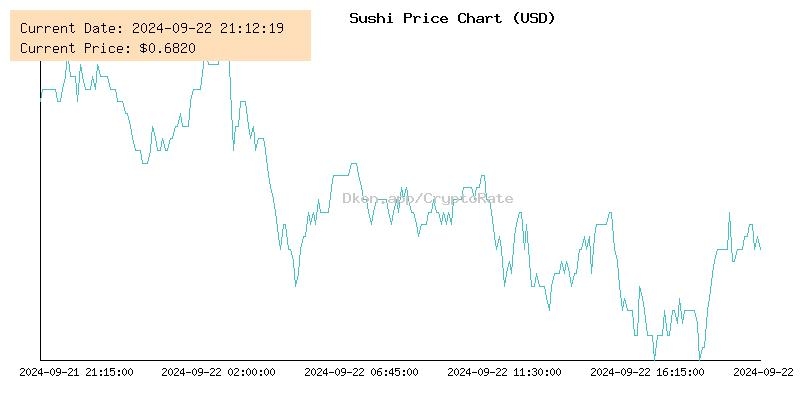 Sushi Price Chart (USD)
Current Date: 2024-09-22 21:12:19
Current Price: $0.6820
Dken.app/CryptoRate
2024-09-21 21:15:00 2024-09-22 02:00:00 2024-09-22 06:45:00 2024-09-22 11:30:00 2024-09-22 16:15:00 2024-09-22